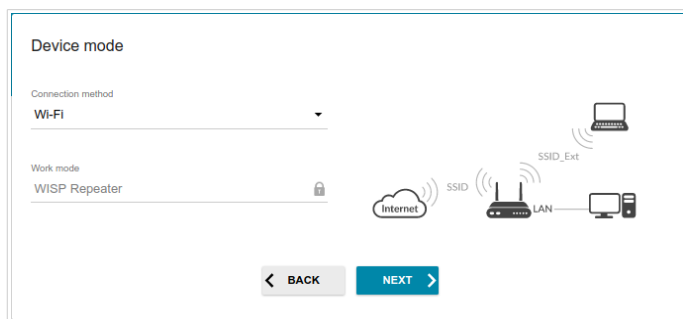 Device mode
Connection method
Wi-Fi
Work mode
WISP Repeater
SSID_Ext
SSID
Internet
LAN
BACK
NEXT